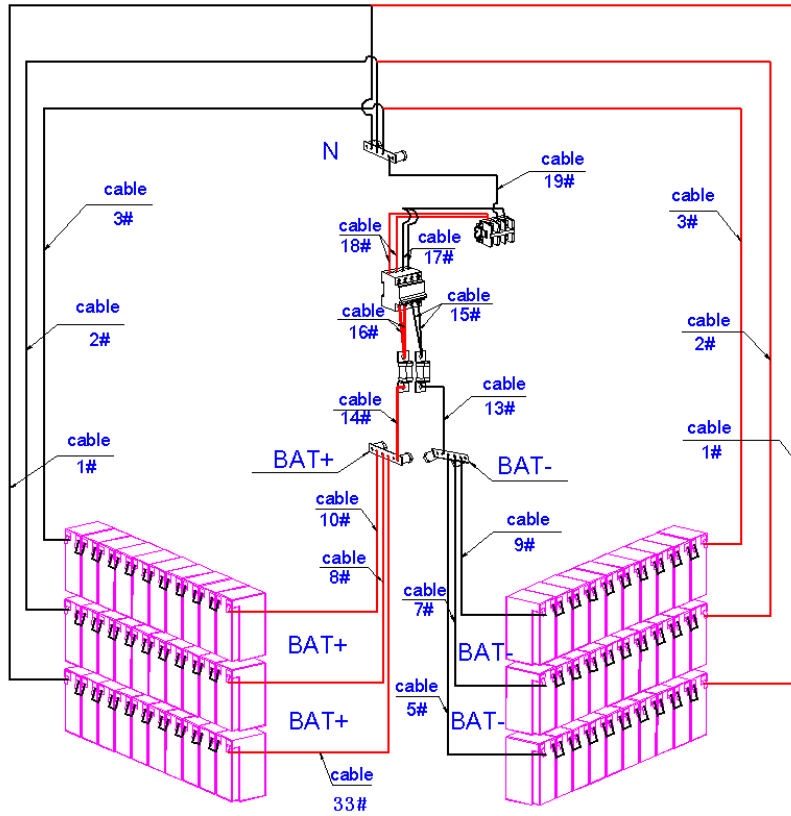 N
cable
19#
cable
3#
cable
18#
cable
17#
cable
3#
cable
2#
cable
16#
cable
15#
cable
2#
cable
14#
cable
13#
cable
1#
BAT+
BAT-
cable
1#
cable
10#
cable
9#
cable
8#
cable
7#
BAT+
BAT-
cable
5#
BAT+
BAT-
cable
33#